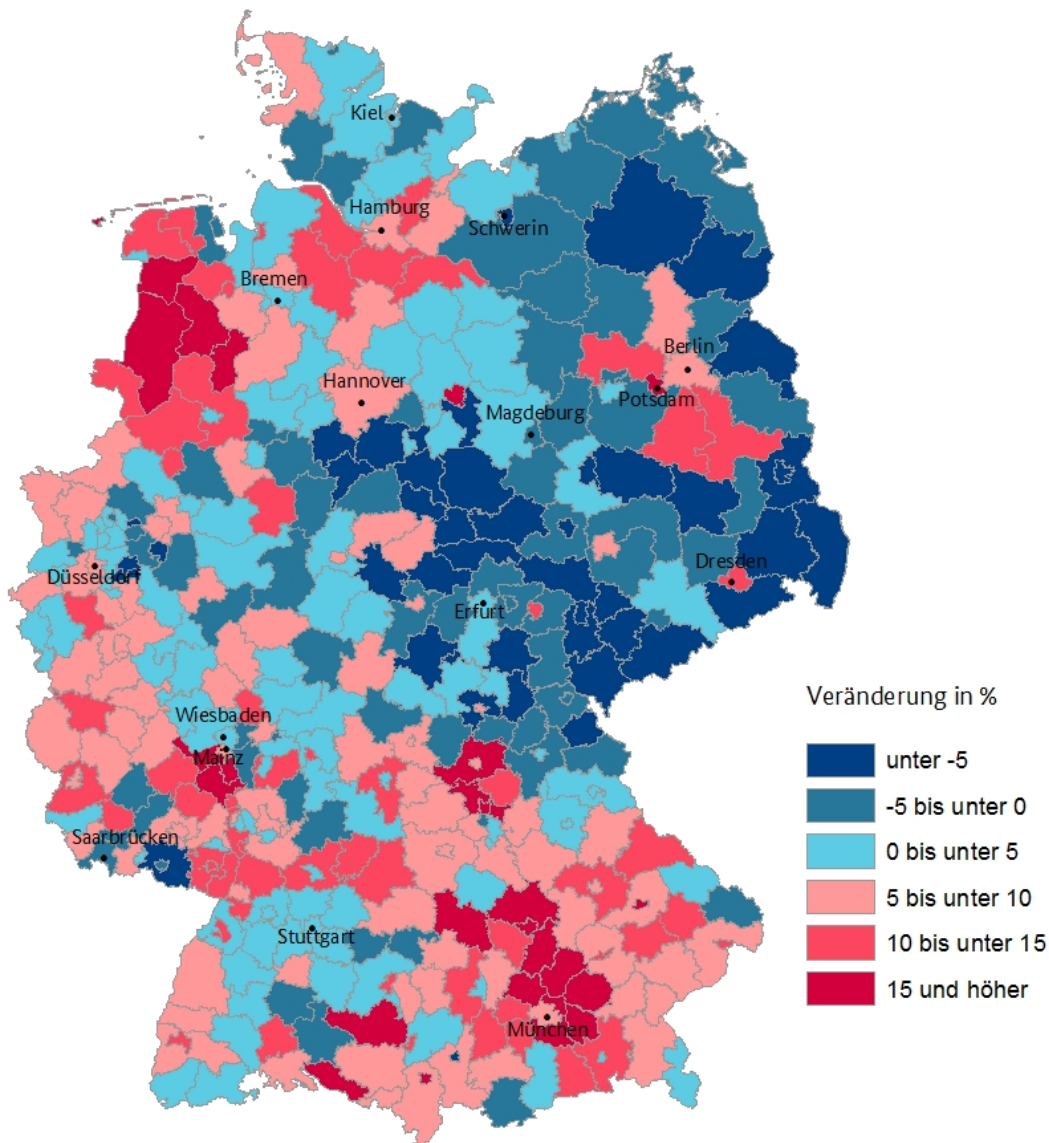 Kiel
Hamburg
Schwerin
Bremen
Berlin
Hannover
Potsdam
Magdeburg
Düsseldorf
Dresden
Erfurt
Wiesbaden
Mainz
Saarbrücken
Stuttgart
München
Veränderung in %
unter -5
-5 bis unter 0
0 bis unter 5
5 bis unter 10
10 bis unter 15
15 und höher